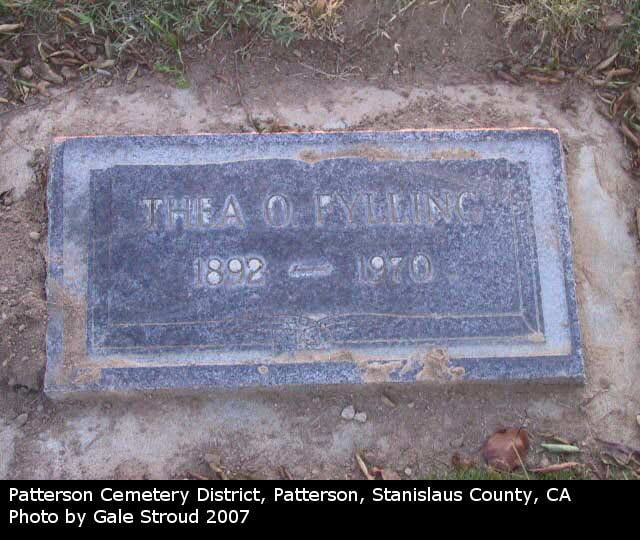 THEA O. FYLLING
1892 — 1970
Patterson Cemetery District, Patterson, Stanislaus County, CA
Photo by Gale Stroud 2007